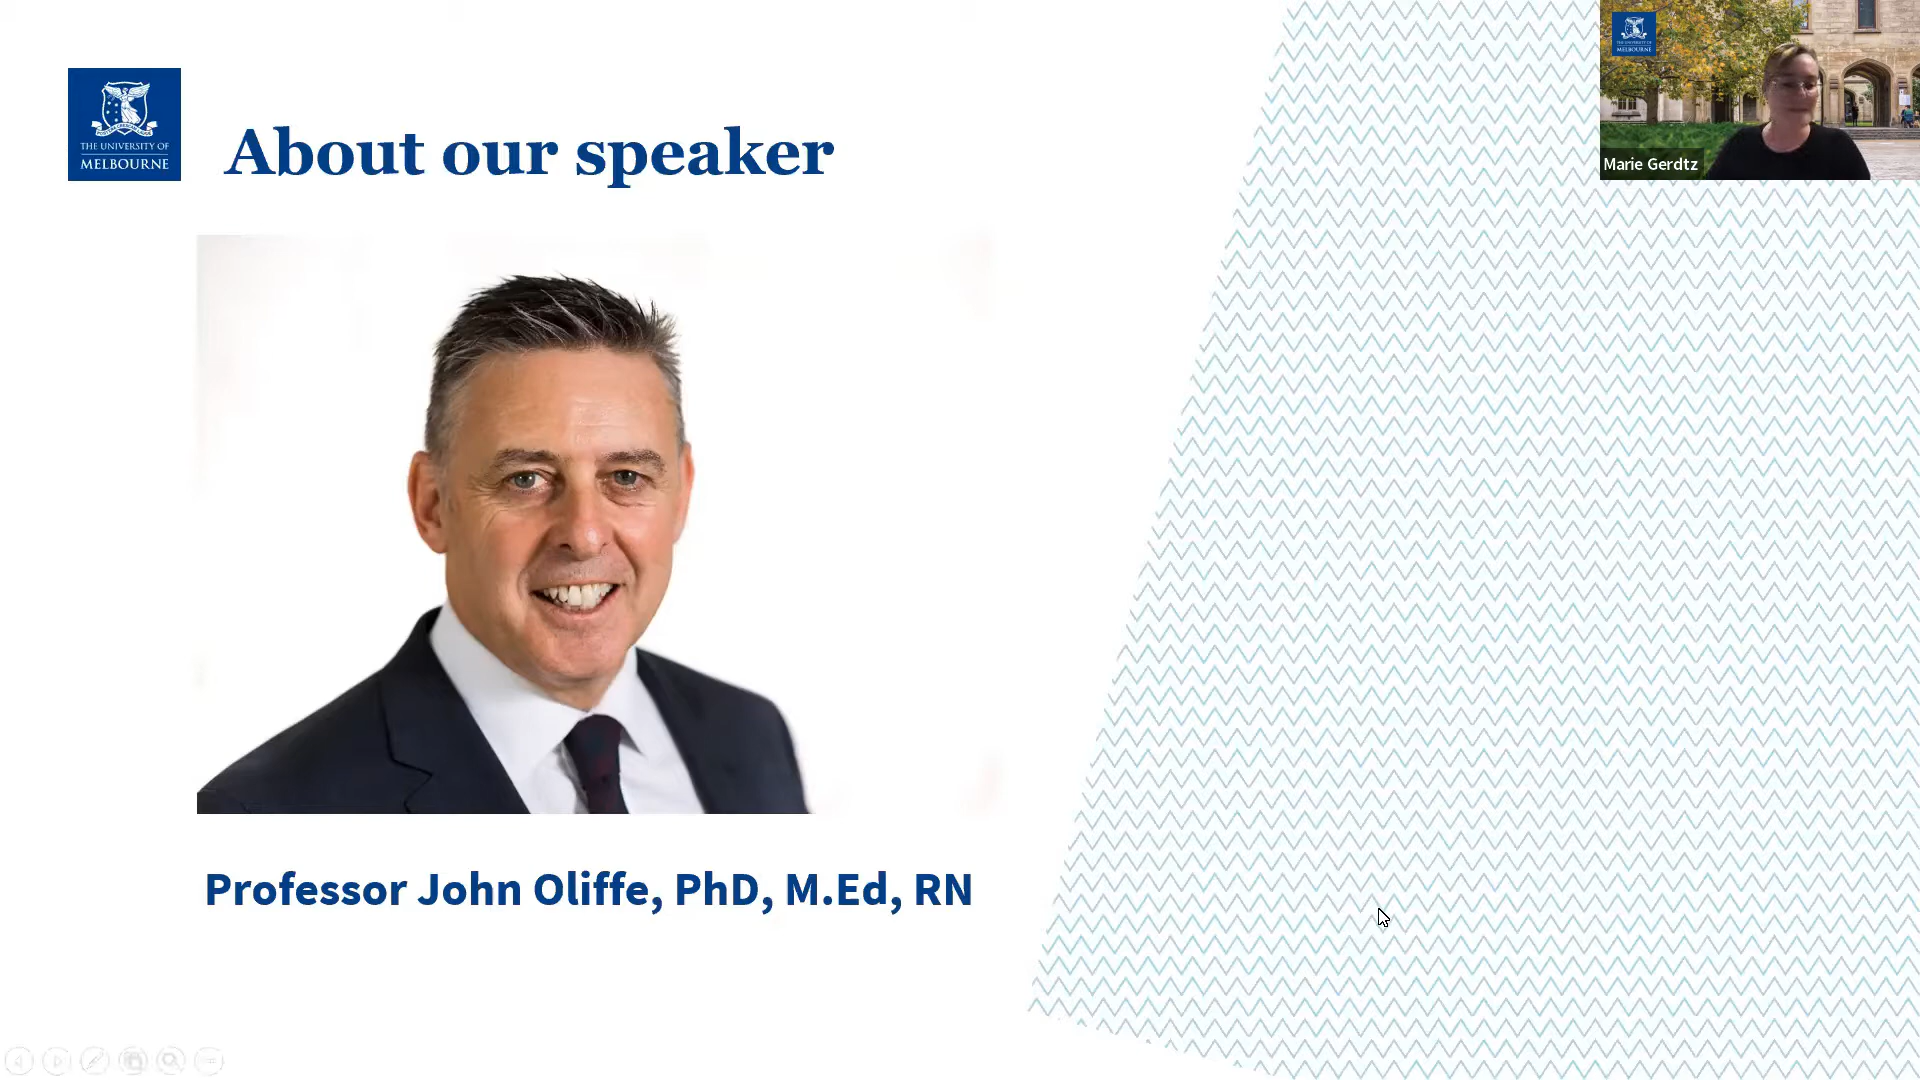 THE UNIVERSITY OF
MELBOURNE
About our speaker
Professor John Oliffe, PhD, M.Ed, RN
THE UNIVERSITY OF
MELBOURNE
Marie Gerdtz